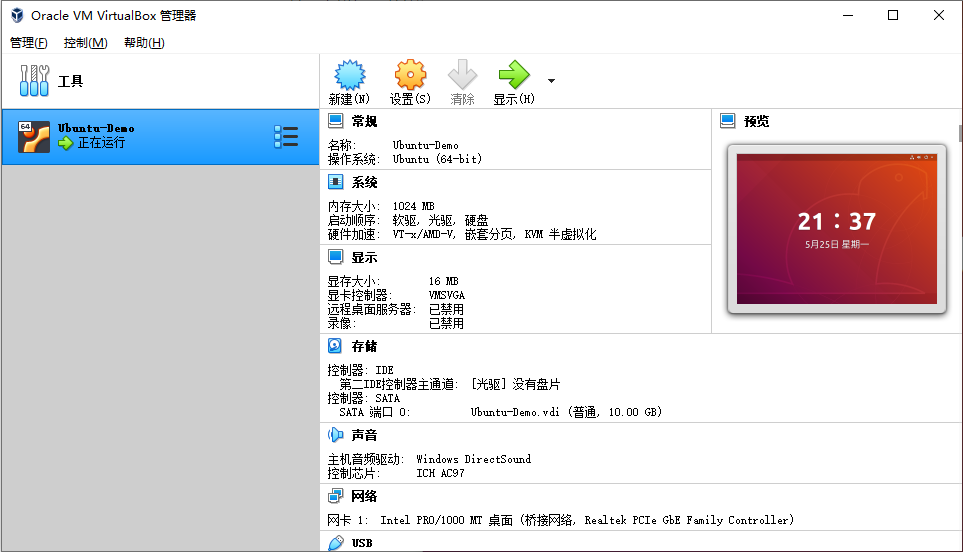 Oracle VM VirtualBox 管理器
管理(F) 控制(M) 帮助(H)
工具
新建(N) 设置(S) 清除 显示(H)
64
Ubuntu-Demo
正在运行
常规
名称: Ubuntu-Demo
操作系统: Ubuntu (64-bit)
系统
内存大小: 1024 MB
启动顺序: 软驱, 光驱, 硬盘
硬件加速: VT-x/AMD-V, 嵌套分页, KVM 半虚拟化
显示
显存大小: 16 MB
显卡控制器: VMSVGA
远程桌面服务器: 已禁用
录像: 已禁用
预览
21：37
5月25日 星期一
存储
控制器: IDE
第二IDE控制器主通道: [光驱] 没有盘片
控制器: SATA
SATA 端口 0: Ubuntu-Demo.vdi (普通, 10.00 GB)
声音
主机音频驱动: Windows DirectSound
控制芯片: ICH AC97
网络
网卡 1: Intel PRO/1000 MT 桌面 (桥接网络, Realtek PCIe GbE Family Controller)
USB